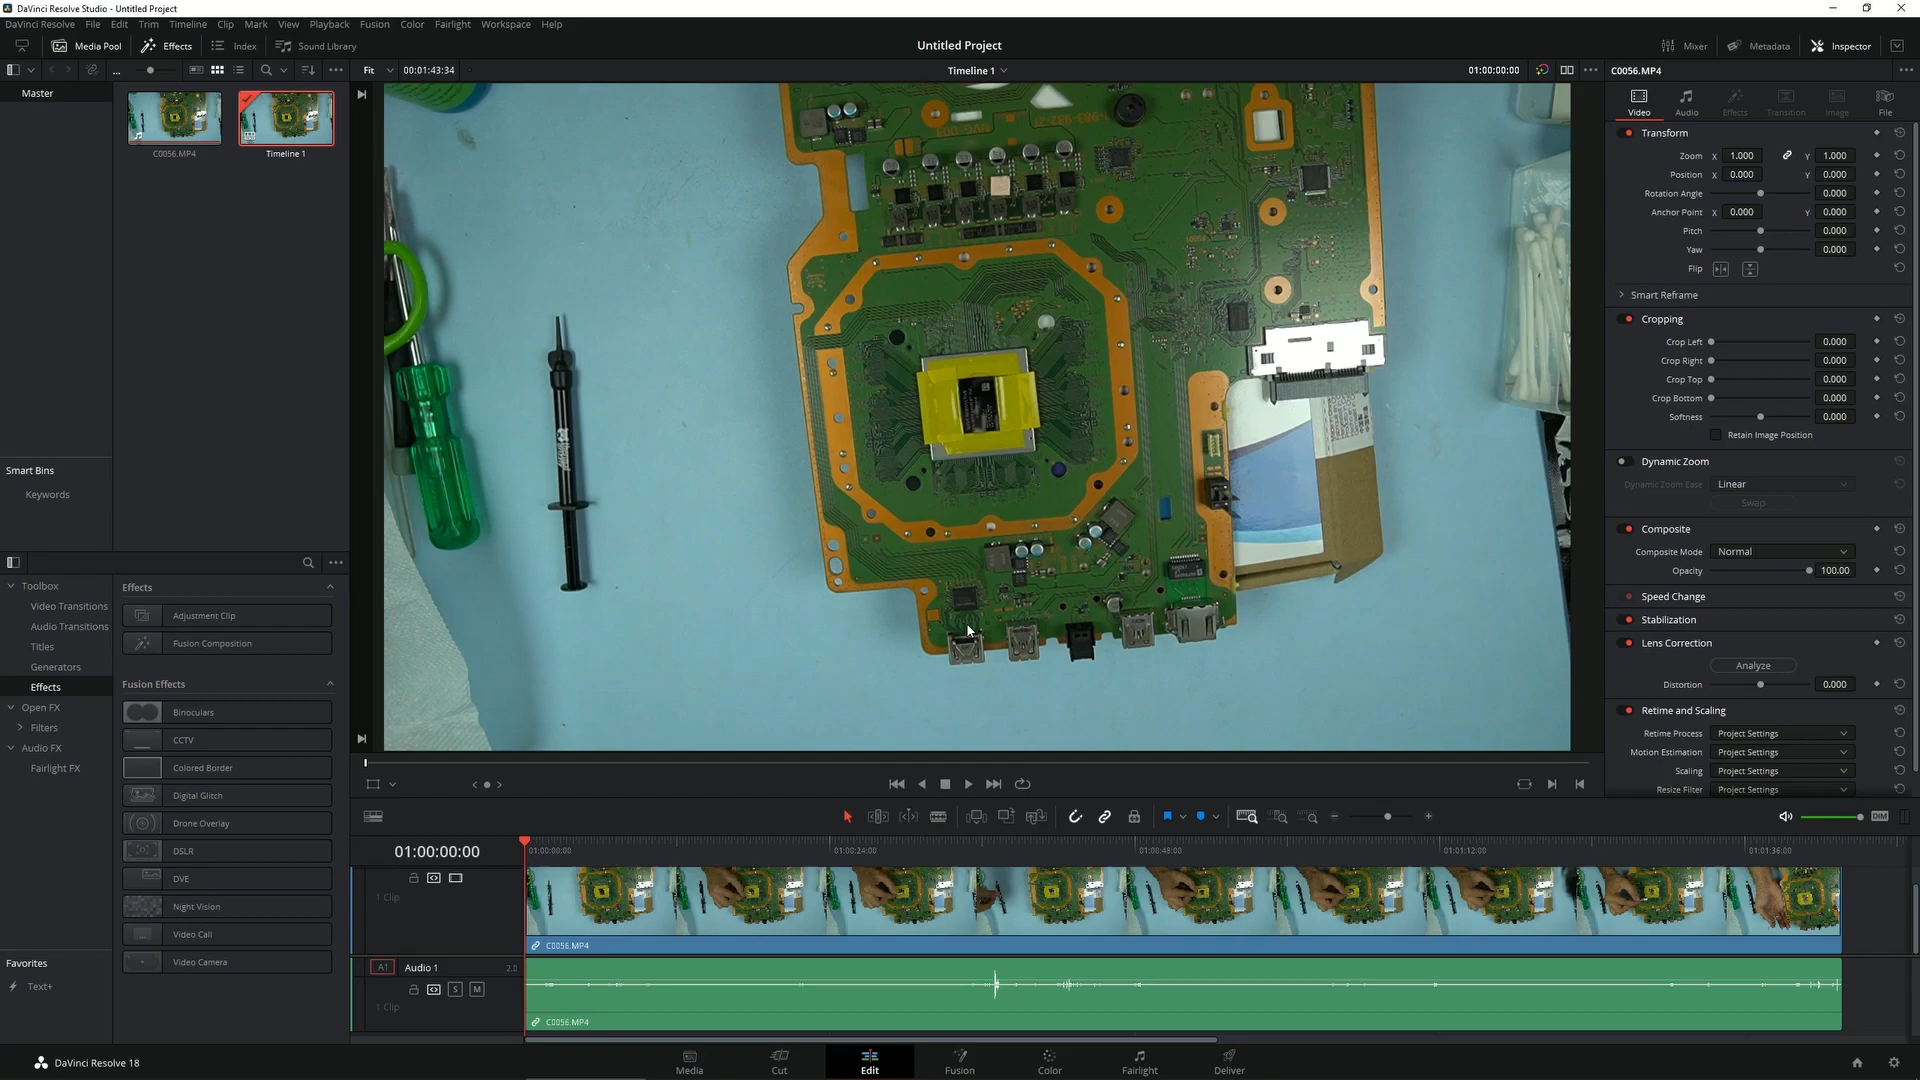 DaVinci Resolve Studio - Untitled Project
DaVinci Resolve File Edit Trim Timeline Clip Mark View Playback Fusion Color Fairlight Workspace Help
Media Pool Effects Index Sound Library Untitled Project Mixer Metadata Inspector
... Fit 00:01:43:34 Timeline 1 01:00:00:00 C0056.MP4
Master
C0056.MP4 Timeline 1
Video Audio Effects Transition Image File
Transform
Zoom X 1.000 Y 1.000
Position X 0.000 Y 0.000
Rotation Angle 0.000
Anchor Point X 0.000 Y 0.000
Pitch 0.000
Yaw 0.000
Flip
Smart Reframe
Cropping
Crop Left 0.000
Crop Right 0.000
Crop Top 0.000
Crop Bottom 0.000
Softness 0.000
Retain Image Position
Dynamic Zoom
Dynamic Zoom Ease Linear
Swap
Composite
Composite Mode Normal
Opacity 100.00
Speed Change
Stabilization
Lens Correction
Analyze
Distortion 0.000
Retime and Scaling
Retime Process Project Settings
Motion Estimation Project Settings
Scaling Project Settings
Resize Filter Project Settings
Smart Bins
Keywords
Toolbox
Video Transitions
Audio Transitions
Titles
Generators
Effects
Open FX
Filters
Audio FX
Fairlight FX
Favorites
Text+
Effects
Adjustment Clip
Fusion Composition
Fusion Effects
Binoculars
CCTV
Colored Border
Digital Glitch
Drone Overlay
DSLR
DVE
Night Vision
Video Call
Video Camera
DIM
01:00:00:00 01:00:00:00 01:00:24:00 01:00:48:00 01:01:12:00 01:01:36:00
1 Clip
C0056.MP4
A1 Audio 1 2.0
S M
1 Clip
C0056.MP4
DaVinci Resolve 18 Media Cut Edit Fusion Color Fairlight Deliver